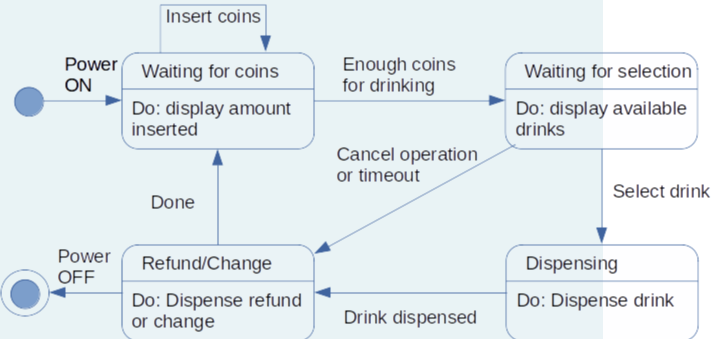 Insert coins
Power
ON
Waiting for coins
Do: display amount
inserted
Enough coins
for drinking
Waiting for selection
Do: display available
drinks
Cancel operation
or timeout
Select drink
Done
Power
OFF
Refund/Change
Do: Dispense refund
or change
Drink dispensed
Dispensing
Do: Dispense drink